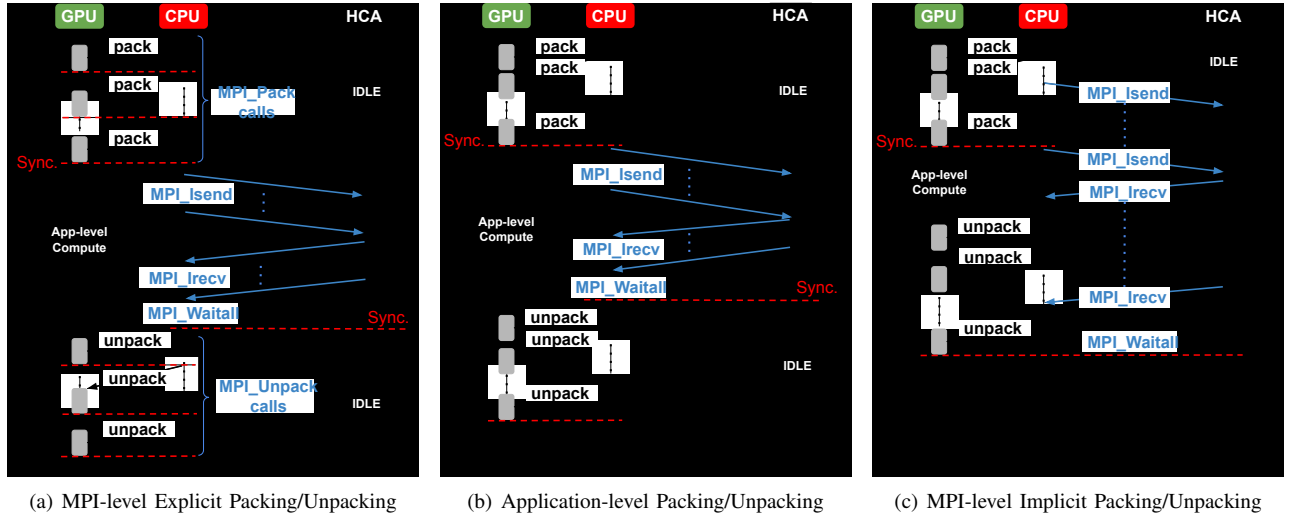 GPU
CPU
HCA
pack
pack
MPI_Pack
calls
IDLE
pack
Sync.
MPI_Isend
App-level
Compute
MPI_Irecv
MPI_Waitall
Sync.
unpack
unpack
MPI_Unpack
calls
IDLE
unpack
(a) MPI-level Explicit Packing/Unpacking
GPU
CPU
HCA
pack
pack
IDLE
pack
Sync.
MPI_Isend
App-level
Compute
MPI_Irecv
MPI_Waitall
Sync.
unpack
unpack
IDLE
unpack
(b) Application-level Packing/Unpacking
GPU
CPU
HCA
pack
pack
IDLE
MPI_Isend
pack
Sync.
MPI_Isend
App-level
Compute
MPI_Irecv
unpack
unpack
MPI_Irecv
unpack
MPI_Waitall
(c) MPI-level Implicit Packing/Unpacking